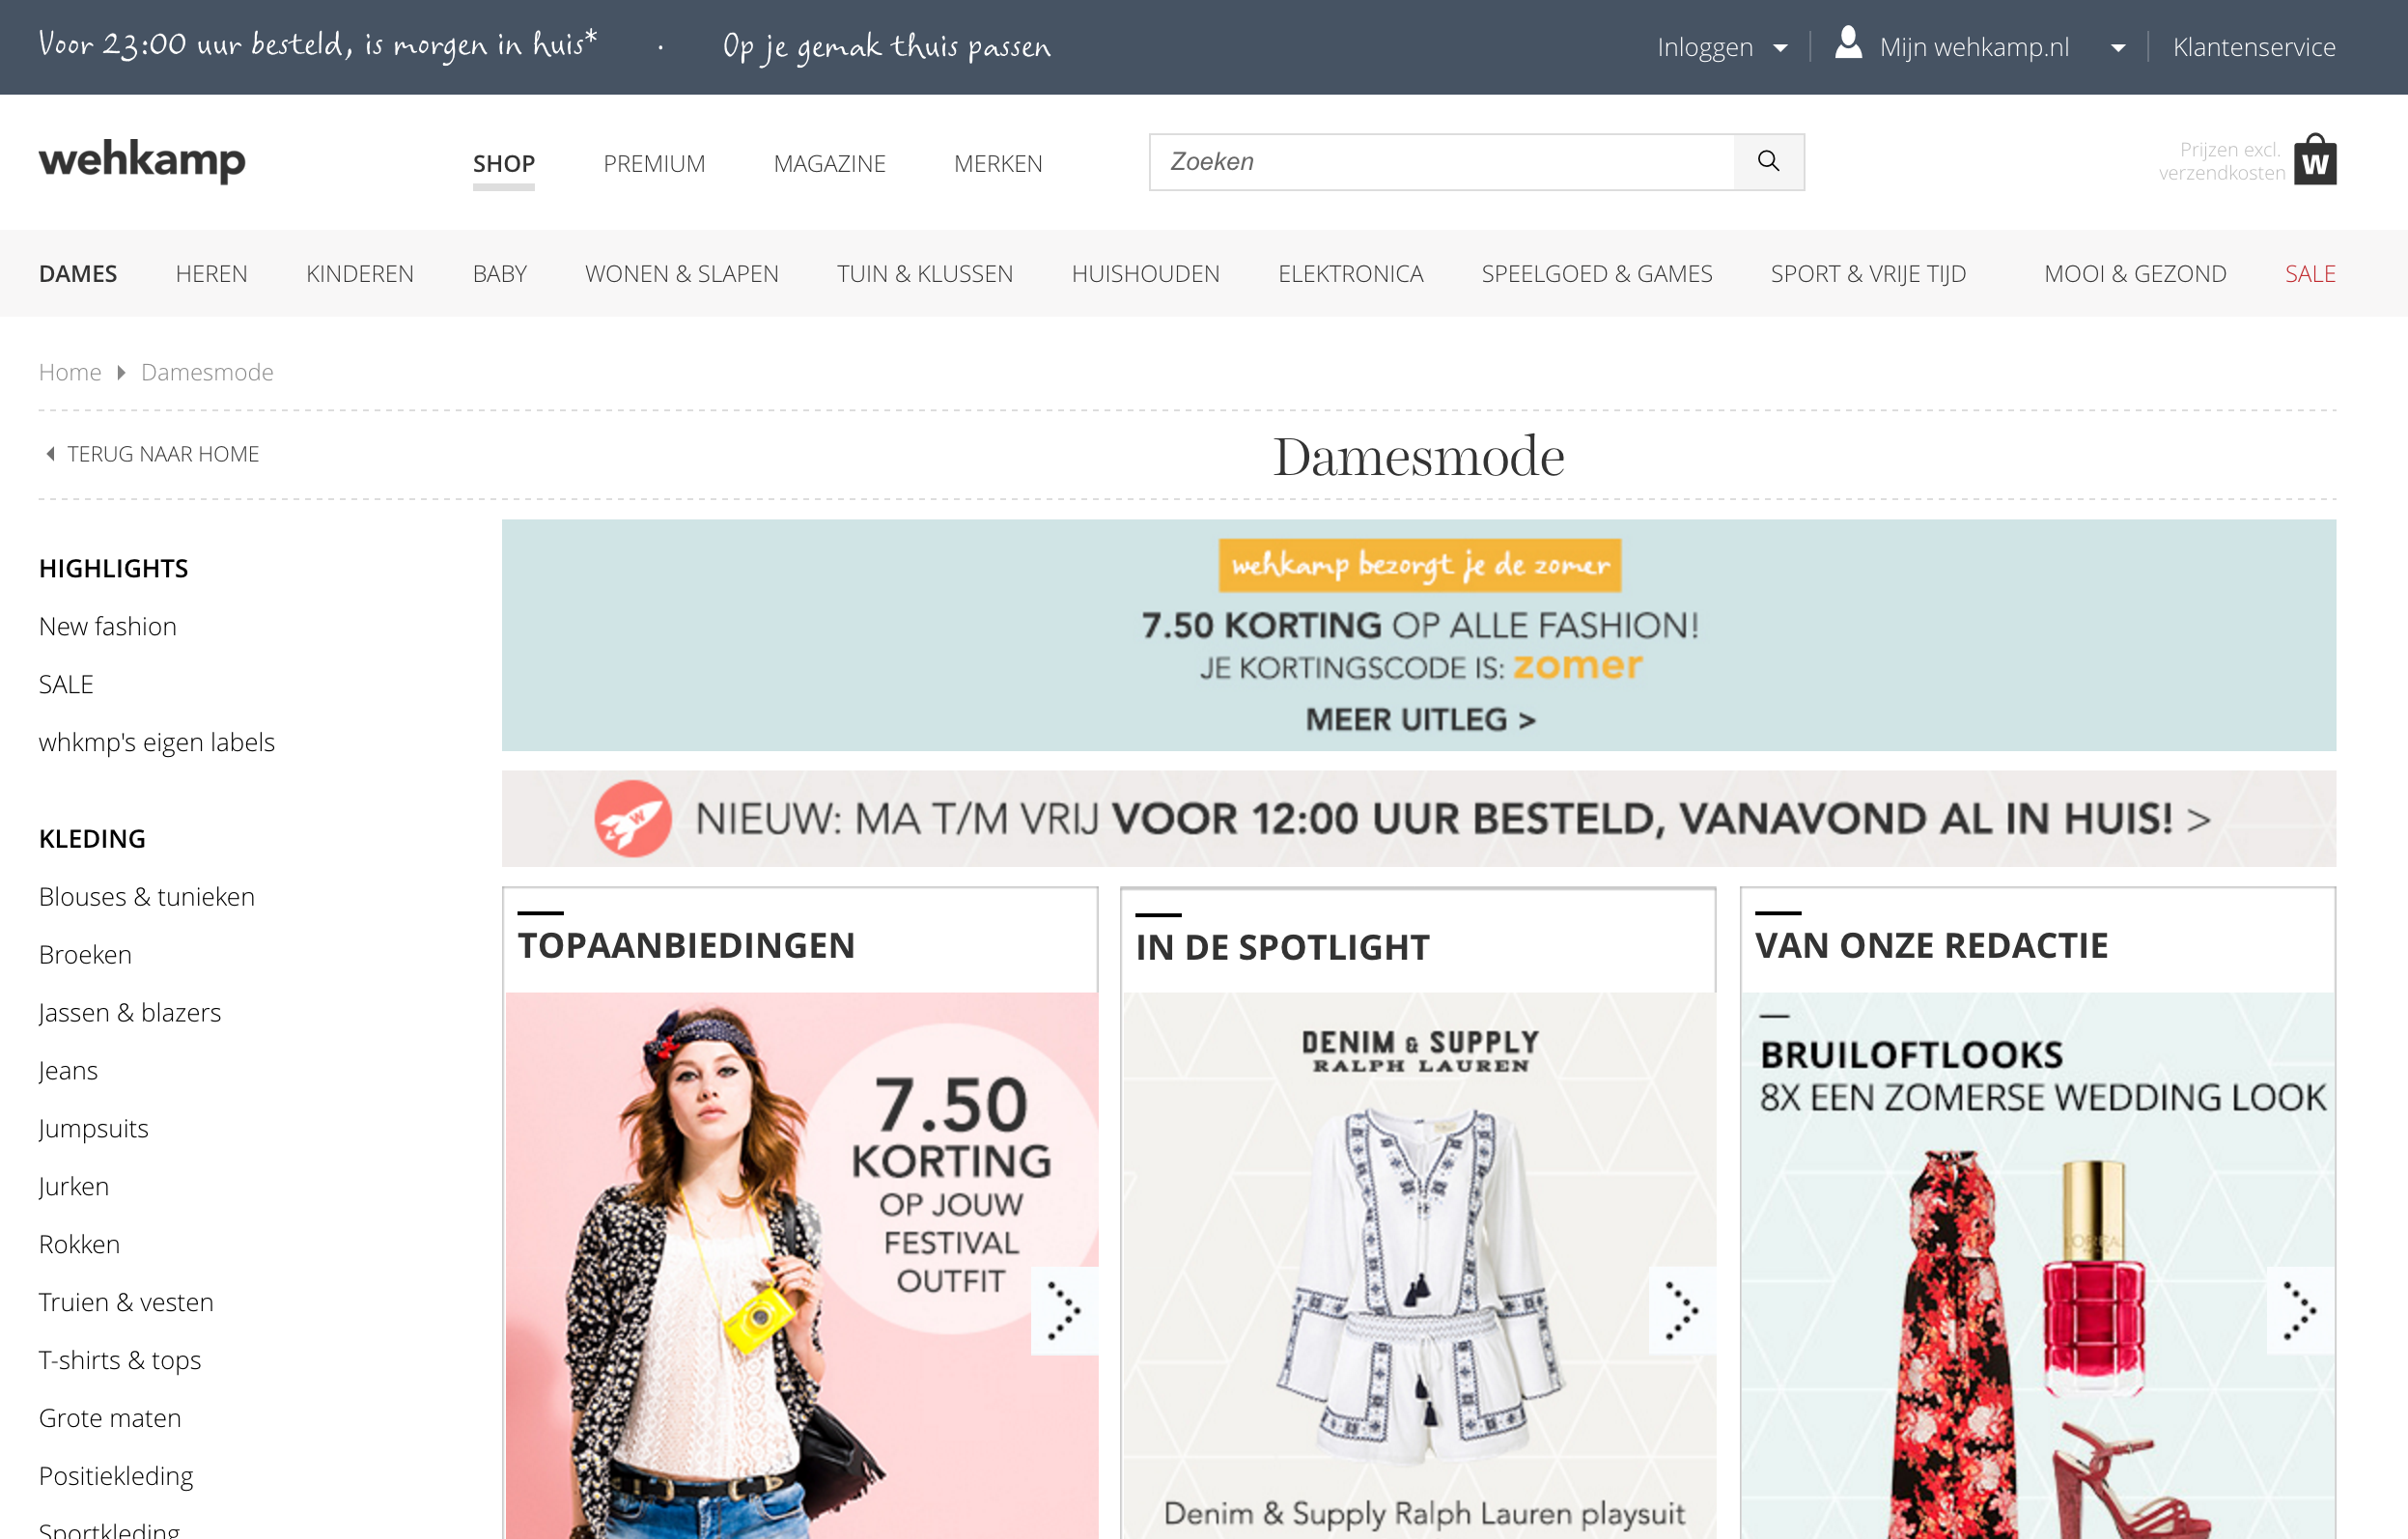 Voor 23:00 uur besteld, is morgen in huis* · Op je gemak thuis passen Inloggen Mijn wehkamp.nl Klantenservice
wehkamp SHOP PREMIUM MAGAZINE MERKEN Zoeken Prijzen excl. verzendkosten W
DAMES HEREN KINDEREN BABY WONEN & SLAPEN TUIN & KLUSSEN HUISHOUDEN ELEKTRONICA SPEELGOED & GAMES SPORT & VRIJE TIJD MOOI & GEZOND SALE
Home Damesmode
TERUG NAAR HOME
Damesmode
HIGHLIGHTS
New fashion
SALE
whkmp's eigen labels
KLEDING
Blouses & tunieken
Broeken
Jassen & blazers
Jeans
Jumpsuits
Jurken
Rokken
Truien & vesten
T-shirts & tops
Grote maten
Positiekleding
Sportkleding
wehkamp bezorgt je de zomer
7.50 KORTING OP ALLE FASHION!
JE KORTINGSCODE IS: zomer
MEER UITLEG >
W
NIEUW: MA T/M VRIJ VOOR 12:00 UUR BESTELD, VANAVOND AL IN HUIS! >
TOPAANBIEDINGEN
7.50
KORTING
OP JOUW
FESTIVAL
OUTFIT
IN DE SPOTLIGHT
DENIM & SUPPLY
RALPH LAUREN
Denim & Supply Ralph Lauren playsuit
VAN ONZE REDACTIE
BRUILOFTLOOKS
8X EEN ZOMERSE WEDDING LOOK
L'OREAL